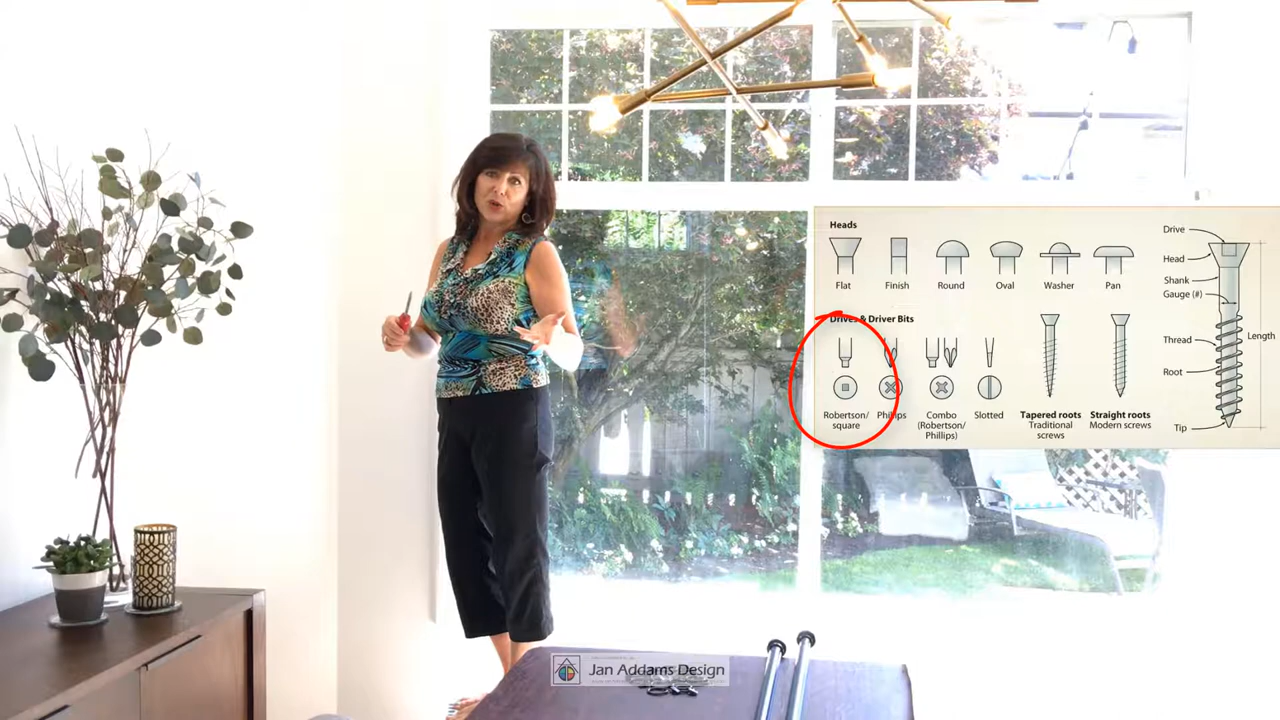 Heads
Flat Finish Round Oval Washer Pan
Drives & Driver Bits
Robertson/
square
Phillips
Combo
(Robertson/
Phillips)
Slotted
Tapered roots
Traditional
screws
Straight roots
Modern screws
Drive
Head
Shank
Gauge (#)
Thread
Root
Tip
Length
Jan Addams Design